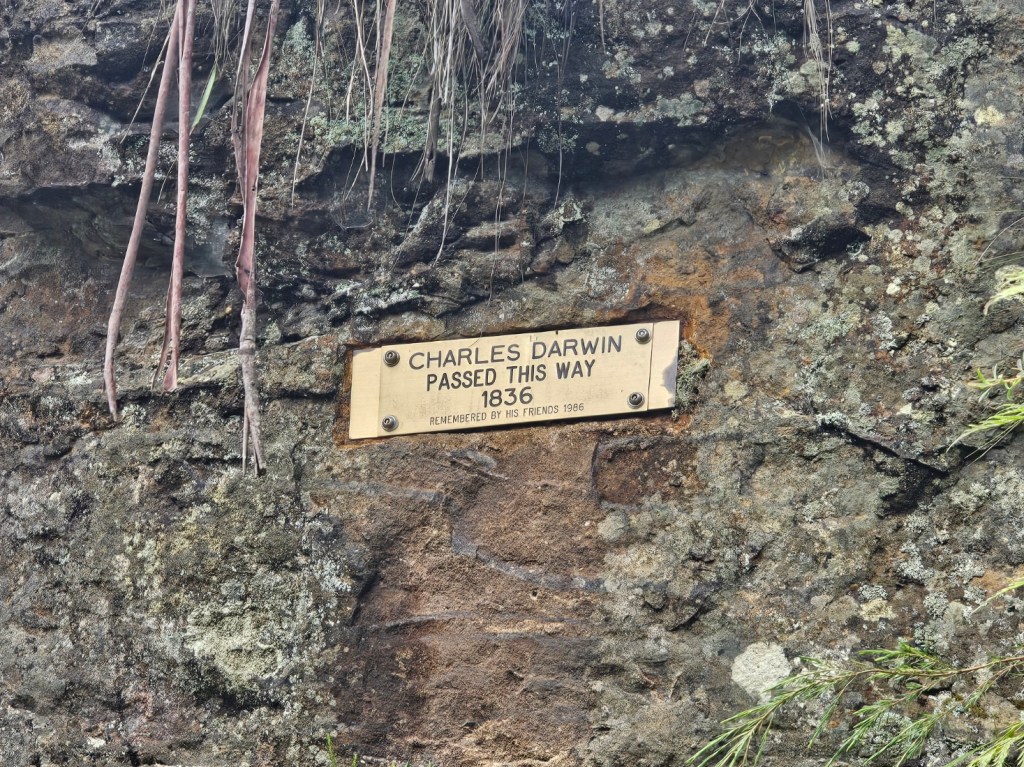 CHARLES DARWIN
PASSED THIS WAY
1836
REMEMBERED BY HIS FRIENDS 1986